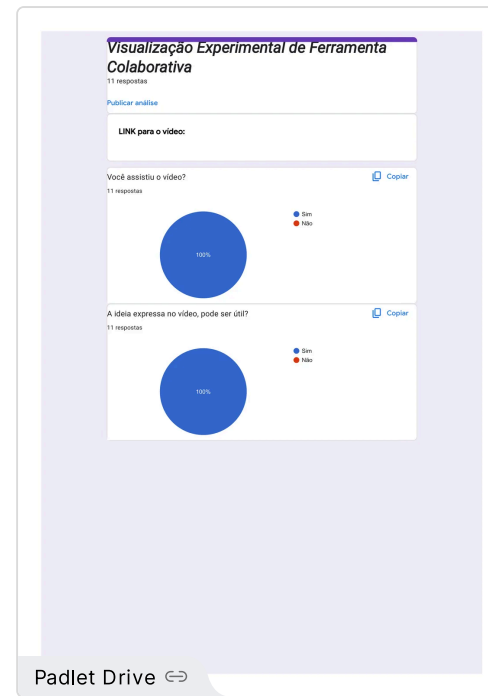 Visualização Experimental de Ferramenta
Colaborativa
11 respostas
Publicar análise
LINK para o vídeo:
Você assistiu o vídeo?
Copiar
11 respostas
Sim
Não
100%
A ideia expressa no vídeo, pode ser útil?
Copiar
11 respostas
Sim
Não
100%
Padlet Drive